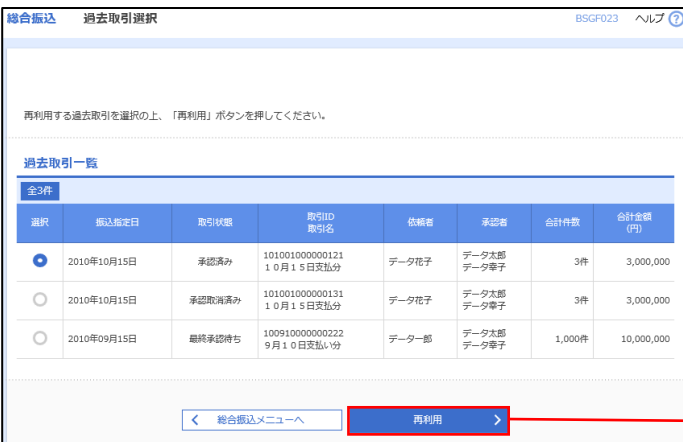 総合振込 過去取引選択 BSGF023 ヘルプ ?
再利用する過去取引を選択の上、「再利用」ボタンを押してください。
過去取引一覧
全3件
選択 振込指定日 取引状態 取引ID 依頼者 承認者 合計件数 合計金額
取引名 (円)
2010年10月15日 承認済み 101001000000121 データ花子 データ太郎 3件 3,000,000
10月15日支払分 データ幸子
2010年10月15日 承認取消済み 101001000000131 データ花子 データ太郎 3件 3,000,000
10月15日支払分 データ幸子
2010年09月15日 最終承認待ち 100910000000222 データ一郎 データ太郎 1,000件 10,000,000
9月10日支払い分 データ幸子
総合振込メニューへ 再利用